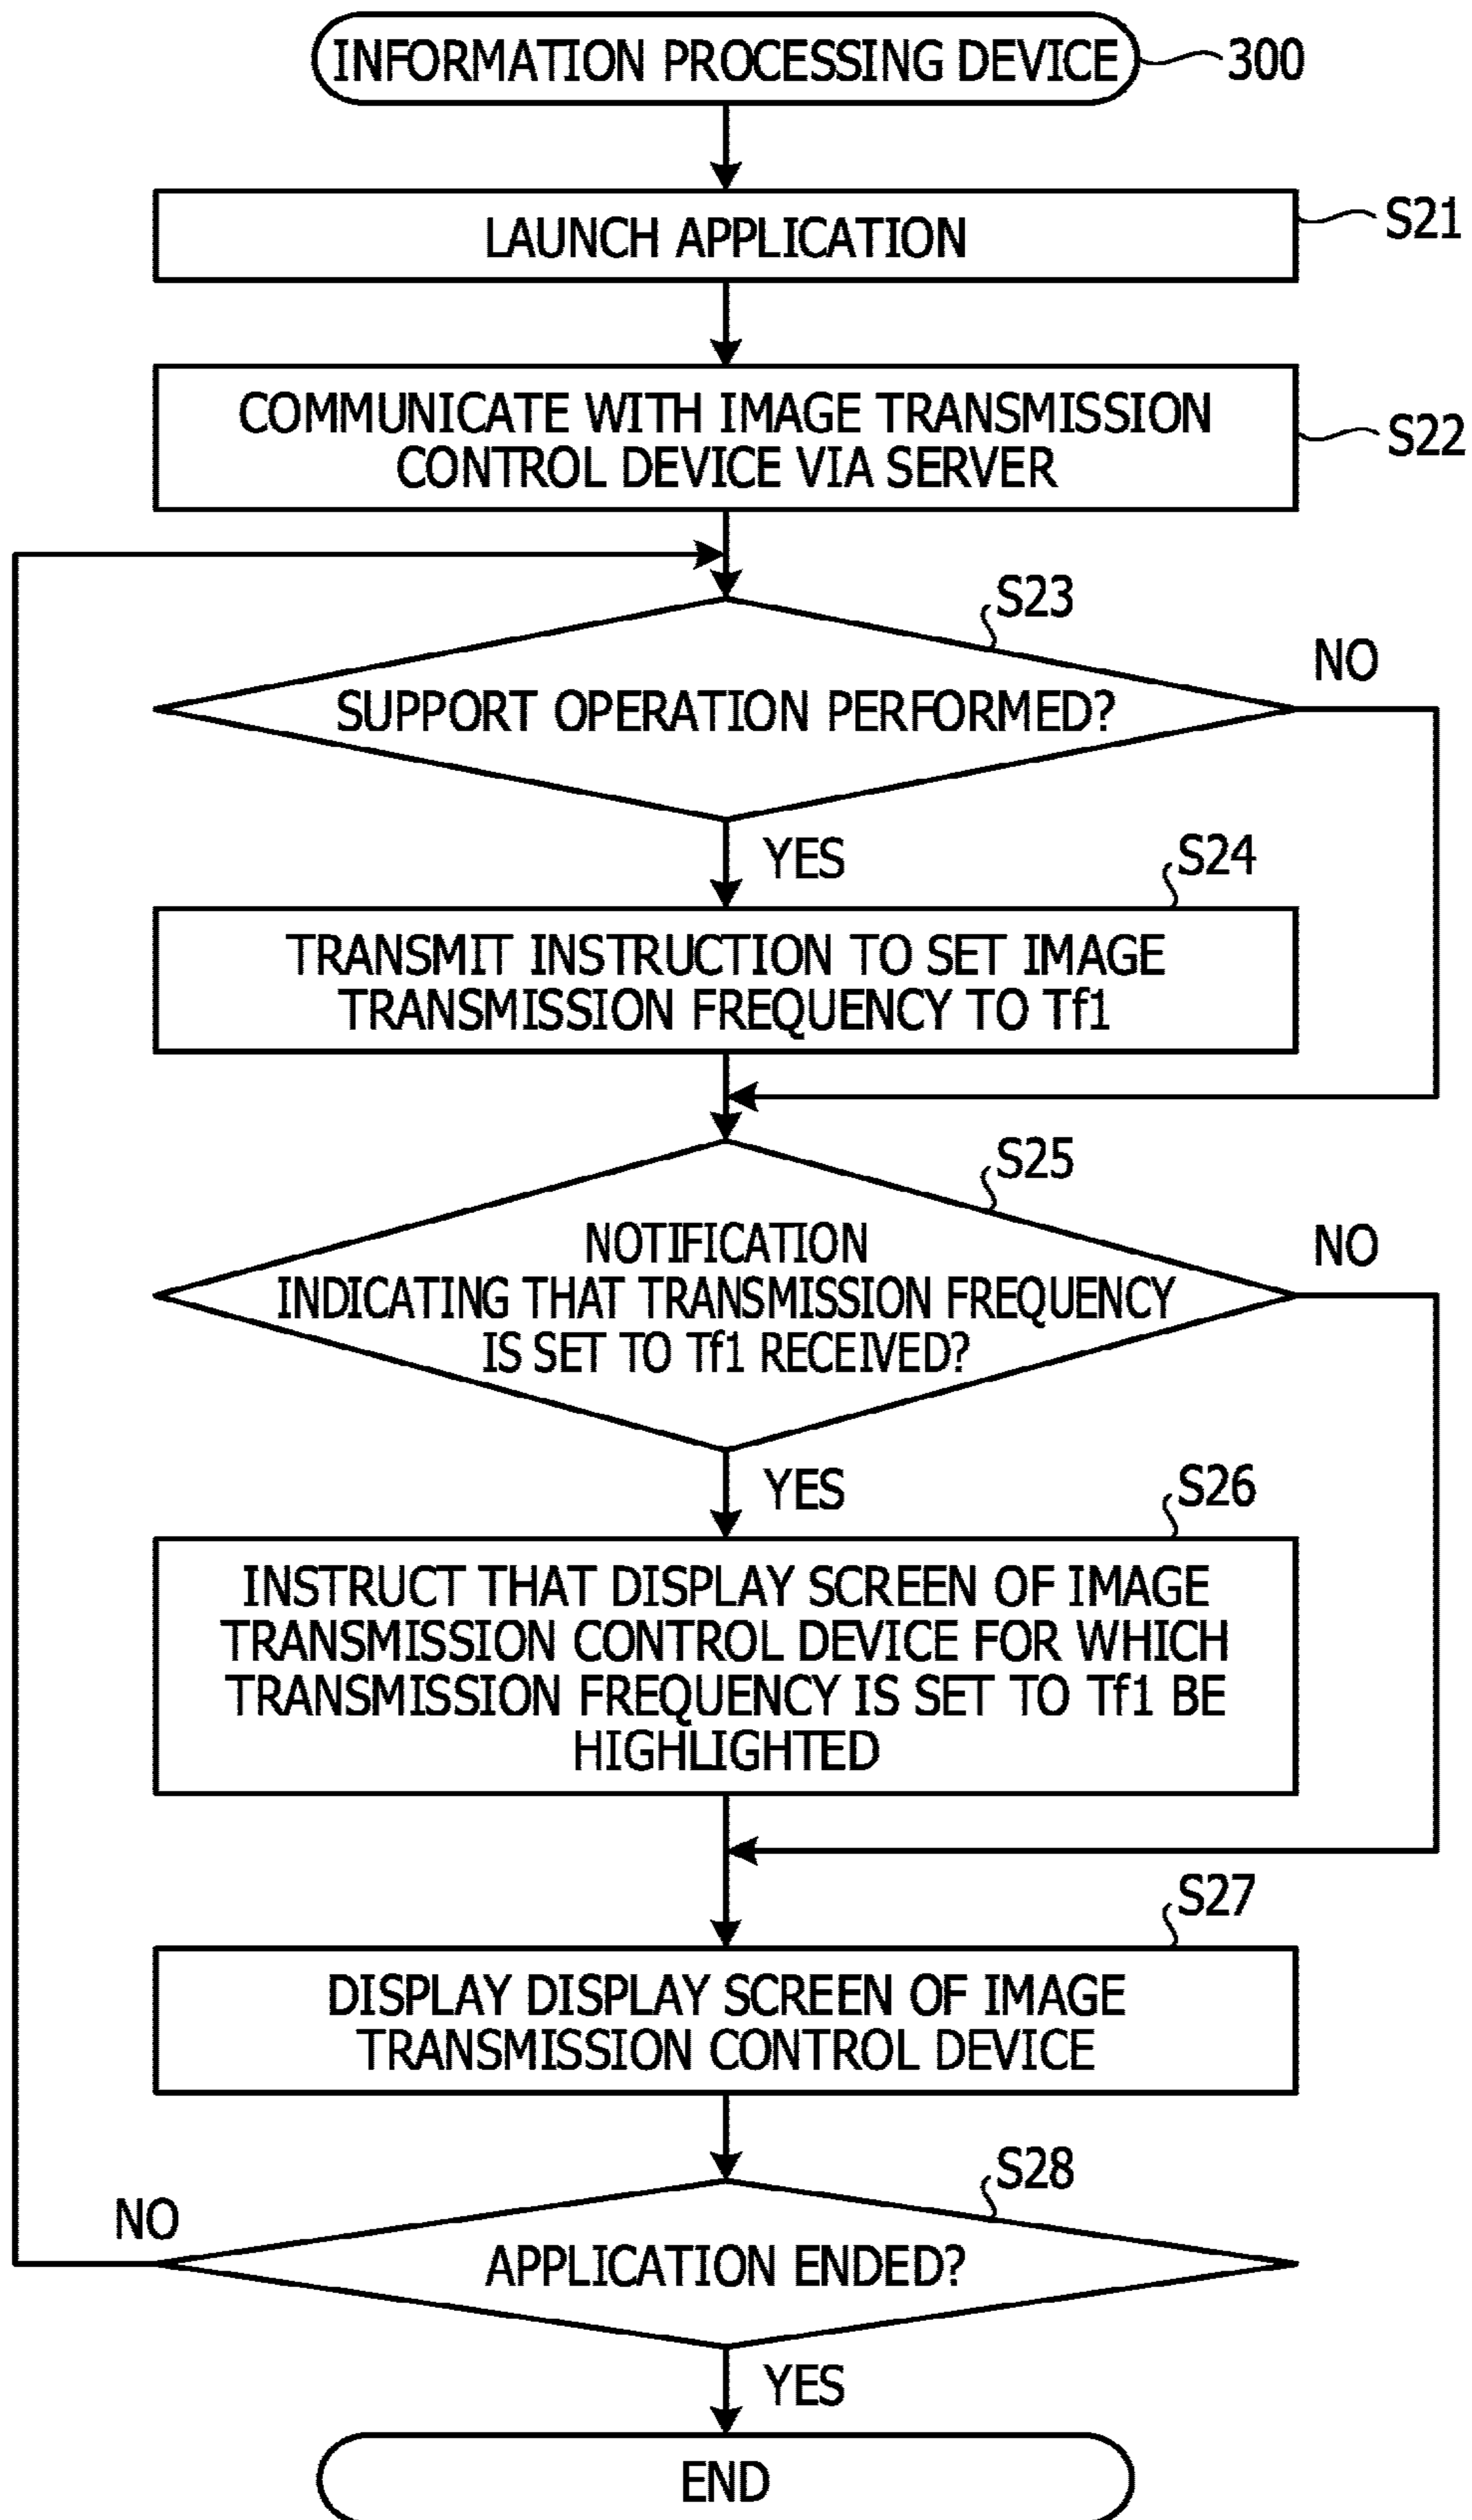 INFORMATION PROCESSING DEVICE
300
LAUNCH APPLICATION
S21
COMMUNICATE WITH IMAGE TRANSMISSION
CONTROL DEVICE VIA SERVER
S22
S23
NO
SUPPORT OPERATION PERFORMED?
YES
S24
TRANSMIT INSTRUCTION TO SET IMAGE
TRANSMISSION FREQUENCY TO Tf1
S25
NO
NOTIFICATION
INDICATING THAT TRANSMISSION FREQUENCY
IS SET TO Tf1 RECEIVED?
YES
S26
INSTRUCT THAT DISPLAY SCREEN OF IMAGE
TRANSMISSION CONTROL DEVICE FOR WHICH
TRANSMISSION FREQUENCY IS SET TO Tf1 BE
HIGHLIGHTED
S27
DISPLAY DISPLAY SCREEN OF IMAGE
TRANSMISSION CONTROL DEVICE
S28
NO
APPLICATION ENDED?
YES
END